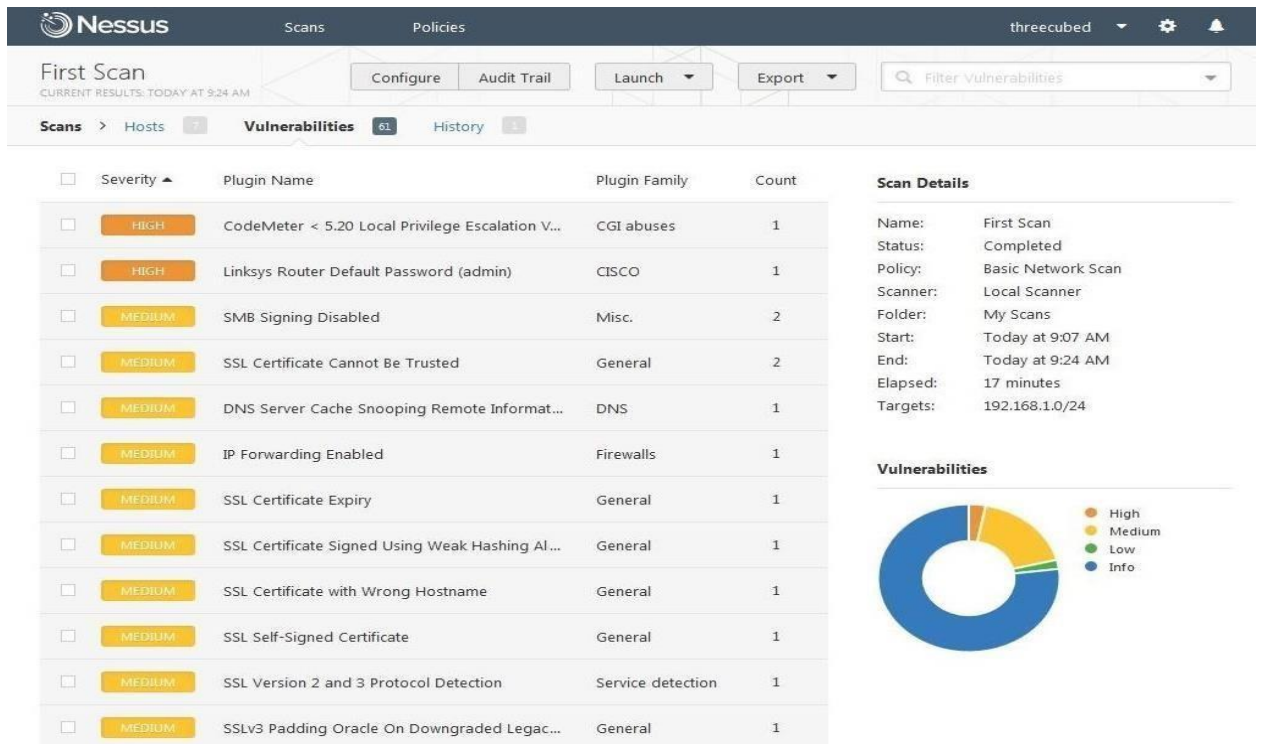 Nessus Scans Policies threecubed
First Scan Configure Audit Trail Launch Export Filter Vulnerabilities
CURRENT RESULTS: TODAY AT 9:24 AM
Scans > Hosts 7 Vulnerabilities 61 History 1
Severity Plugin Name Plugin Family Count
HIGH CodeMeter < 5.20 Local Privilege Escalation V... CGI abuses 1
HIGH Linksys Router Default Password (admin) CISCO 1
MEDIUM SMB Signing Disabled Misc. 2
MEDIUM SSL Certificate Cannot Be Trusted General 2
MEDIUM DNS Server Cache Snooping Remote Informat... DNS 1
MEDIUM IP Forwarding Enabled Firewalls 1
MEDIUM SSL Certificate Expiry General 1
MEDIUM SSL Certificate Signed Using Weak Hashing Al... General 1
MEDIUM SSL Certificate with Wrong Hostname General 1
MEDIUM SSL Self-Signed Certificate General 1
MEDIUM SSL Version 2 and 3 Protocol Detection Service detection 1
MEDIUM SSLv3 Padding Oracle On Downgraded Legac... General 1
Scan Details
Name: First Scan
Status: Completed
Policy: Basic Network Scan
Scanner: Local Scanner
Folder: My Scans
Start: Today at 9:07 AM
End: Today at 9:24 AM
Elapsed: 17 minutes
Targets: 192.168.1.0/24
Vulnerabilities
High
Medium
Low
Info